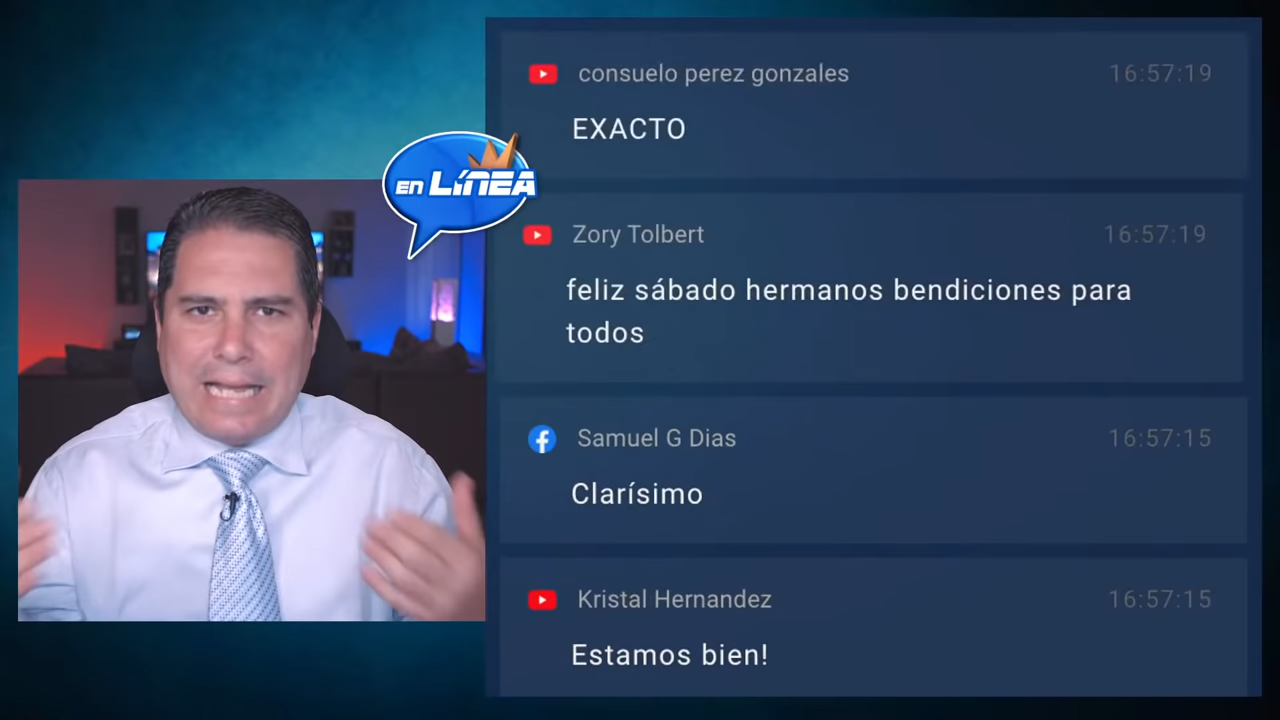 EN LÍNEA
consuelo perez gonzales 16:57:19
EXACTO
Zory Tolbert 16:57:19
feliz sábado hermanos bendiciones para
todos
Samuel G Dias 16:57:15
Clarísimo
Kristal Hernandez 16:57:15
Estamos bien!